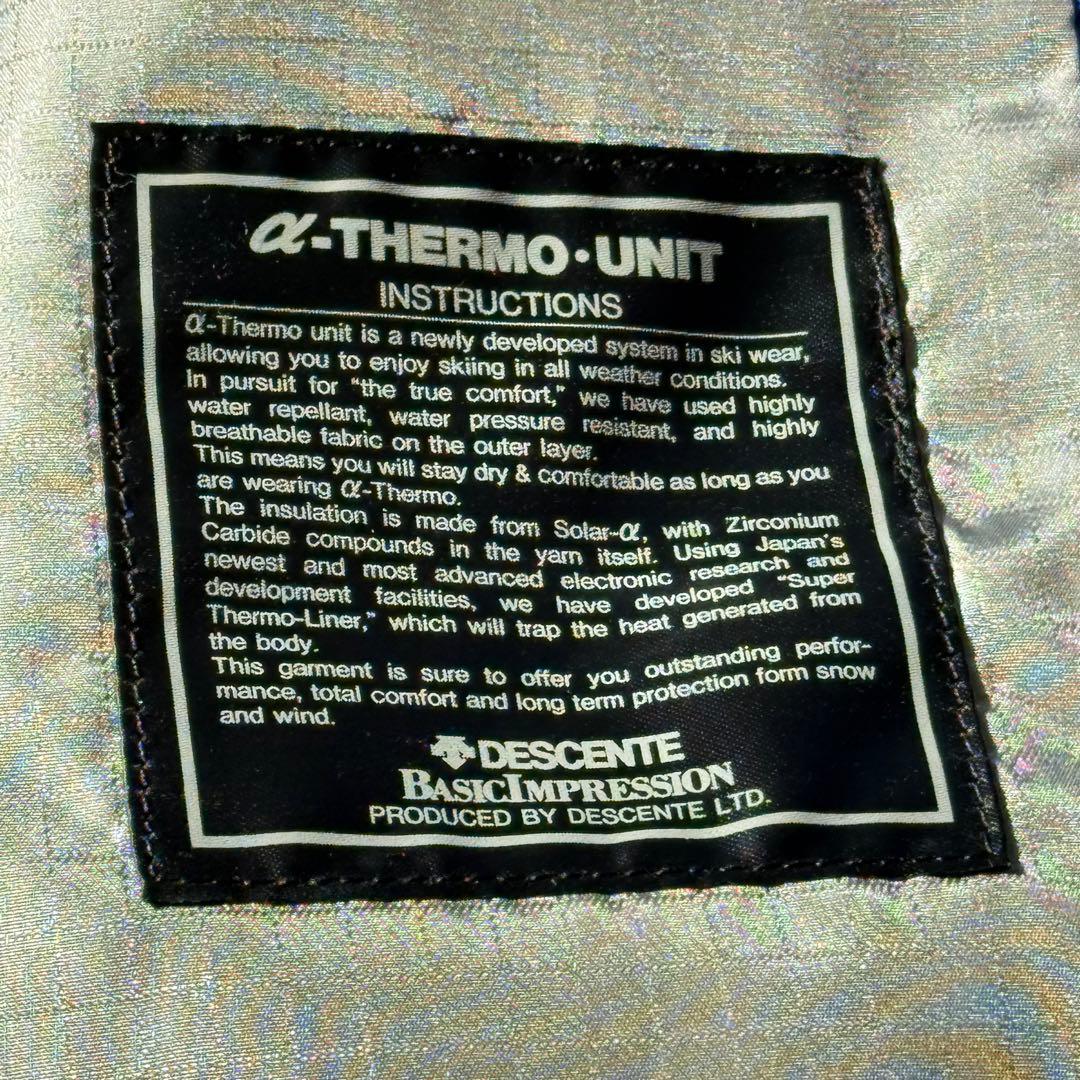 α-THERMO·UNIT
INSTRUCTIONS
α-Thermo unit is a newly developed system in ski wear,
allowing you to enjoy skiing in all weather conditions.
In pursuit for "the true comfort," we have used highly
water repellant, water pressure resistant, and highly
breathable fabric on the outer layer.
This means you will stay dry & comfortable as long as you
are wearing α-Thermo.
The insulation is made from Solar-α, with Zirconium
Carbide compounds in the yarn itself. Using Japan's
newest and most advanced electronic research and
development facilities, we have developed "Super
Thermo-Liner," which will trap the heat generated from
the body.
This garment is sure to offer you outstanding perfor-
mance, total comfort and long term protection form snow
and wind.
DESCENTE
BASICIMPRESSION
PRODUCED BY DESCENTE LTD.